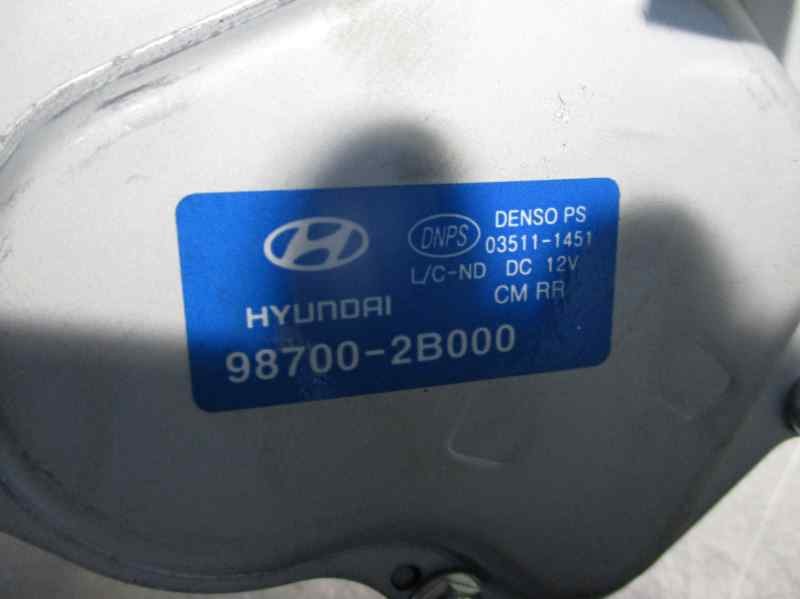 HYUNDAI
98700-2B000
DNPS
DENSO PS
03511-1451
L/C-ND DC 12V
CM RR